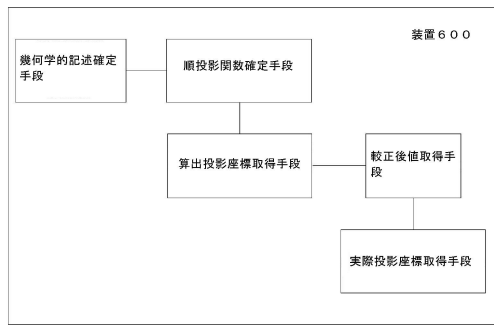 装置６００
幾何学的記述確定
手段
順投影関数確定手段
算出投影座標取得手段
較正後値取得手
段
実際投影座標取得手段